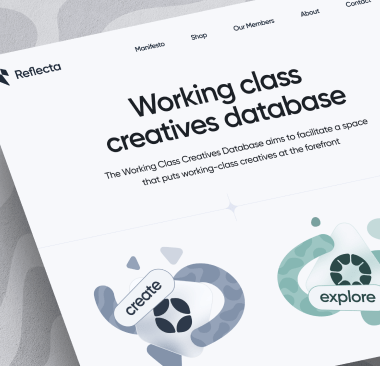 Reflecta
Manifesto
Shop
Our Members
About
Contact
Working class
creatives database
The Working Class Creatives Database aims to facilitate a space
that puts working-class creatives at the forefront
create
explore